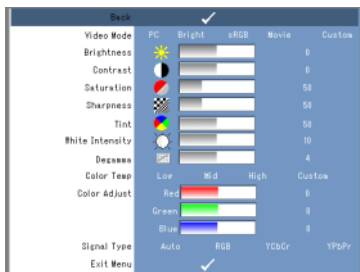 Back
Video Mode PC Bright sRGB Movie Custom
Brightness 0
Contrast 0
Saturation 50
Sharpness 50
Tint 50
White Intensity 10
Degamma 4
Color Temp Low Mid High Custom
Color Adjust Red 0
Green 0
Blue 0
Signal Type Auto RGB YCbCr YPbPr
Exit Menu